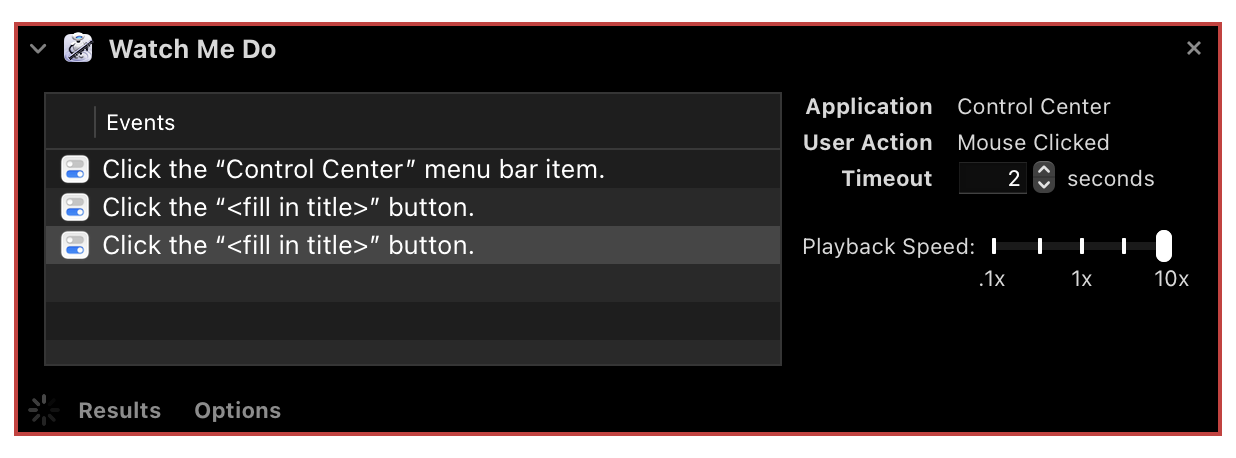 Watch Me Do
Events
Click the “Control Center” menu bar item.
Click the “<fill in title>” button.
Click the “<fill in title>” button.
Application Control Center
User Action Mouse Clicked
Timeout 2 seconds
Playback Speed:
.1x 1x 10x
Results Options